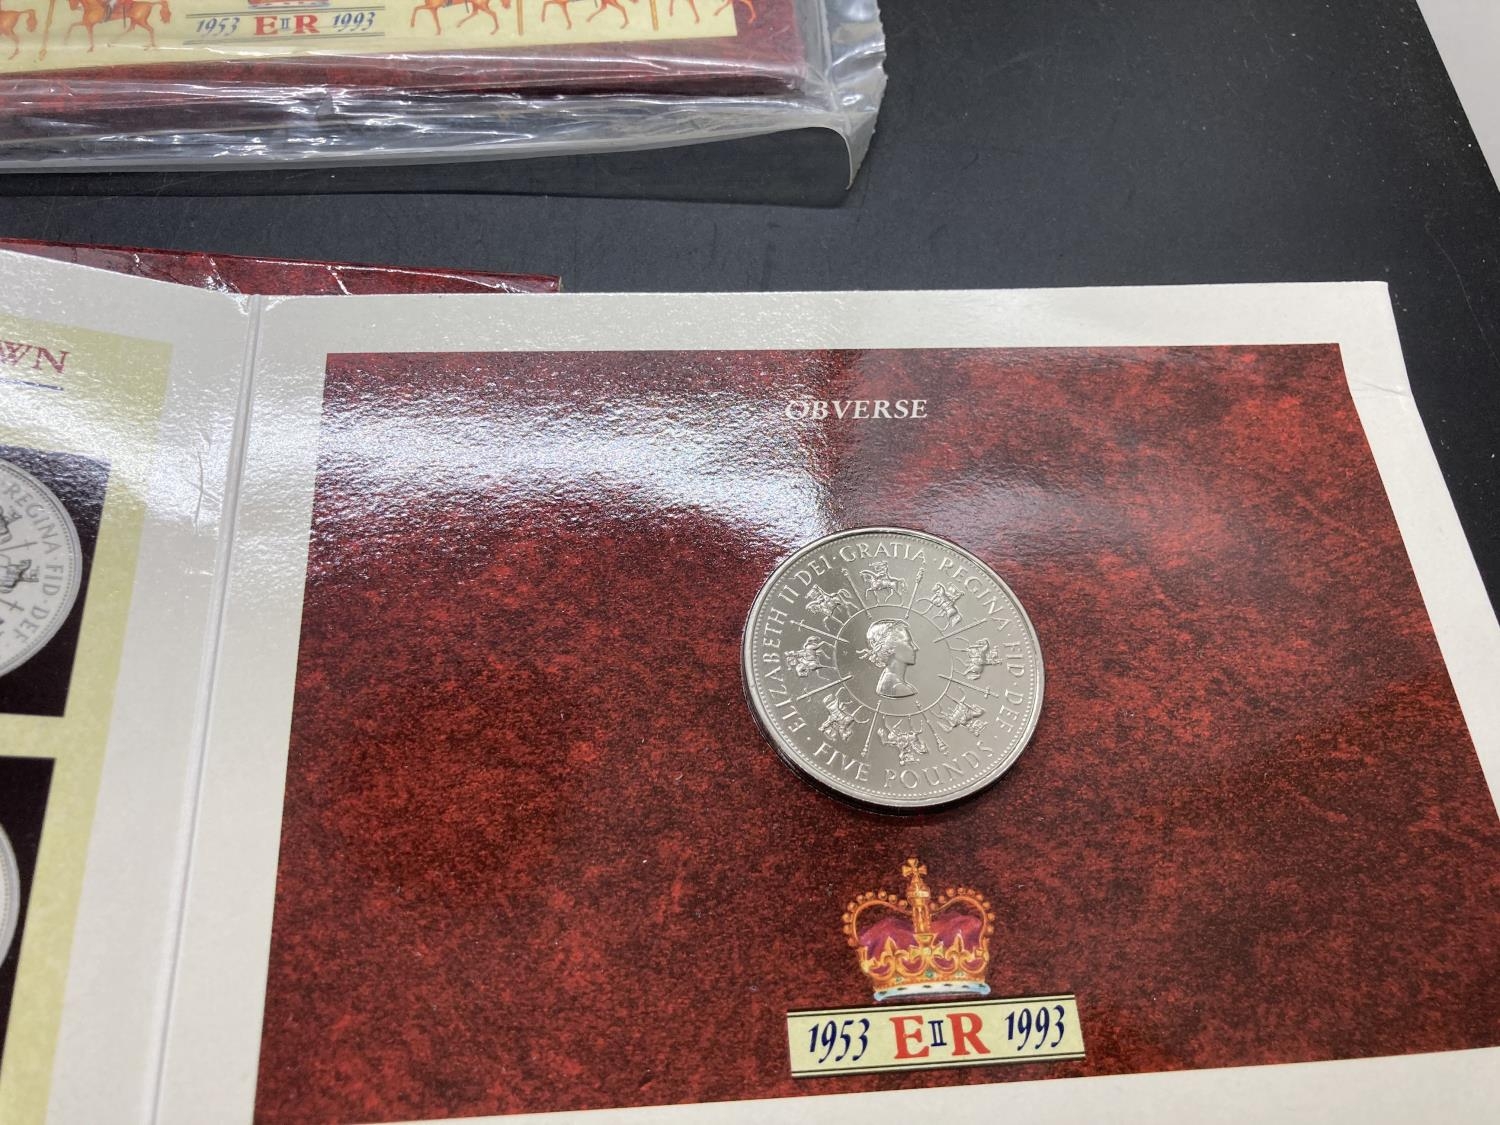 1953 EIIR 1993
WN
REGINA FID · DEF
OBVERSE
ELIZABETH II DEI · GRATIA · REGINA FID · DEF ·
FIVE POUNDS
1953 EIIR 1993